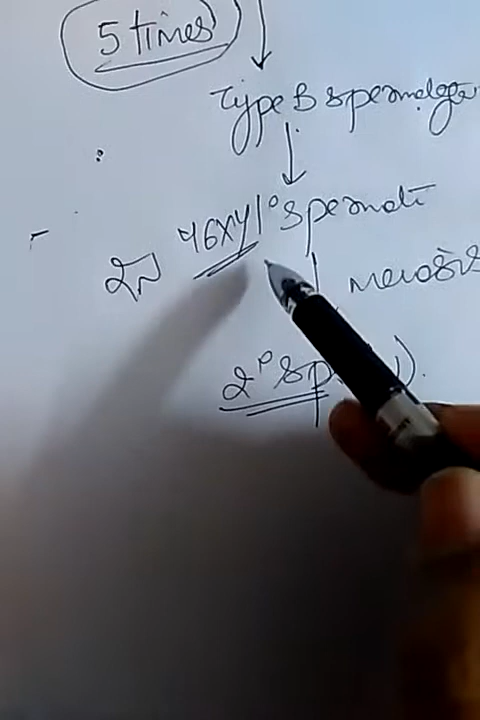 5 times
Type B spermatogo
46XY 1° spermat
2n
meiosis
2° sp